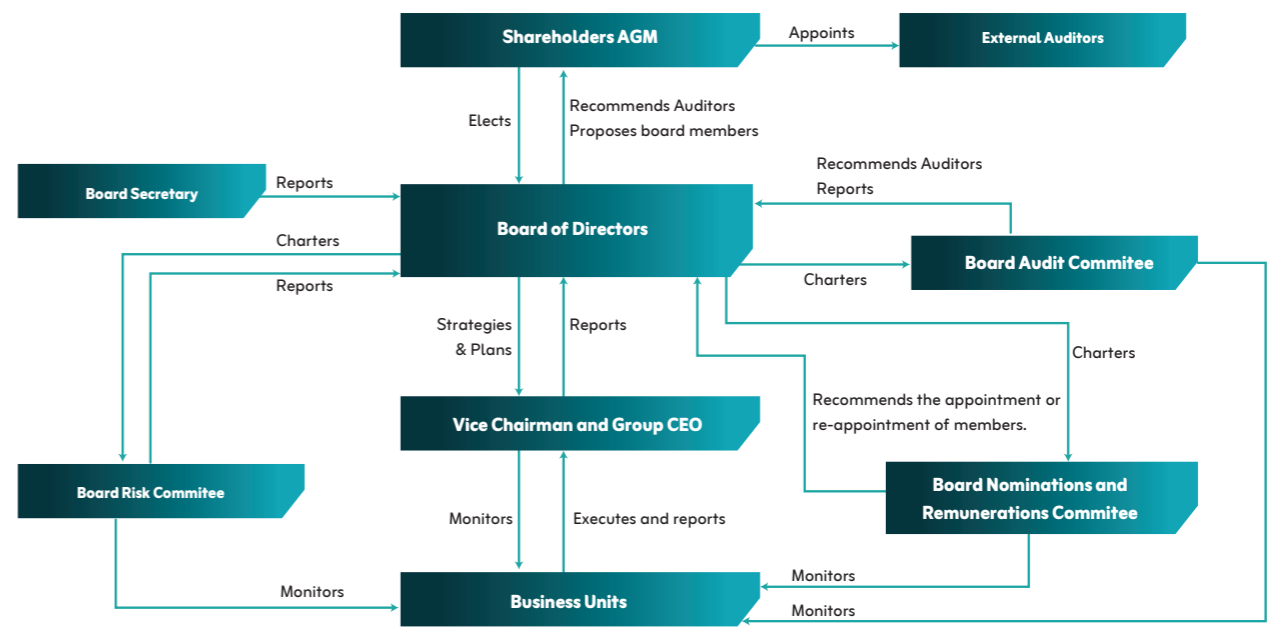 Shareholders AGM
Appoints
External Auditors
Elects
Recommends Auditors
Proposes board members
Recommends Auditors
Reports
Board Secretary
Reports
Board of Directors
Charters
Reports
Charters
Board Audit Commitee
Strategies
& Plans
Reports
Charters
Recommends the appointment or
re-appointment of members.
Vice Chairman and Group CEO
Board Risk Commitee
Board Nominations and
Remunerations Commitee
Monitors
Executes and reports
Monitors
Monitors
Business Units
Monitors